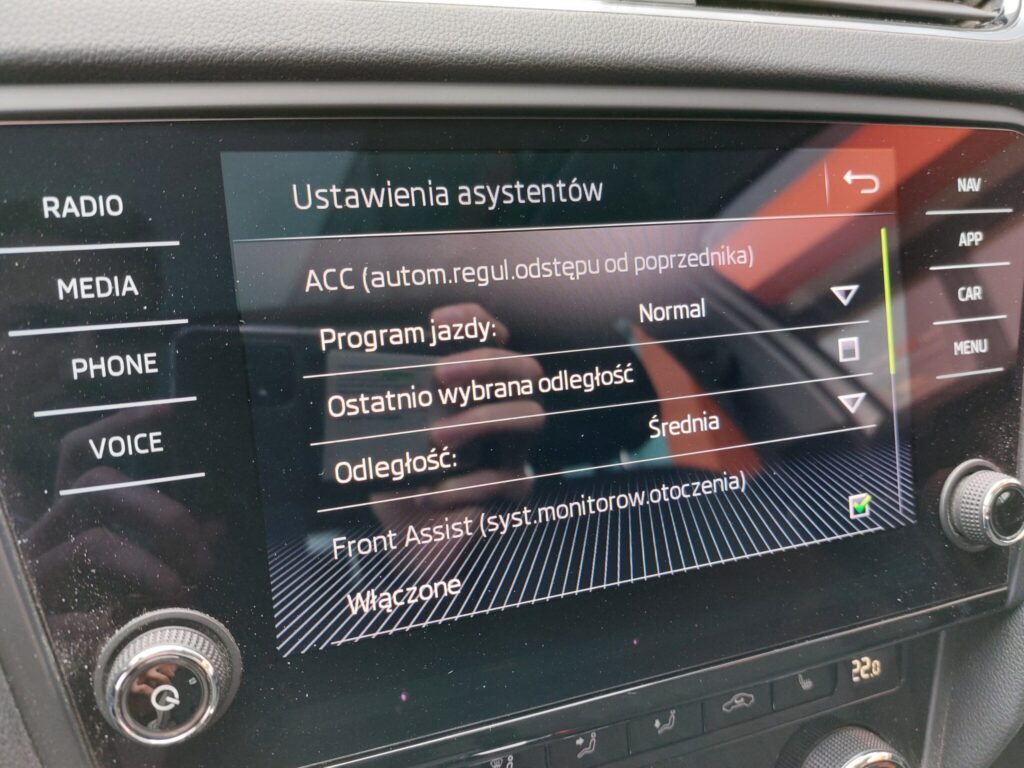 RADIO
MEDIA
PHONE
VOICE
Ustawienia asystentów
ACC (autom.regul.odstępu od poprzednika)
Program jazdy: Normal
Ostatnio wybrana odległość
Odległość: Średnia
Front Assist (syst.monitorow.otoczenia)
Włączone
NAV
APP
CAR
MENU
22.0